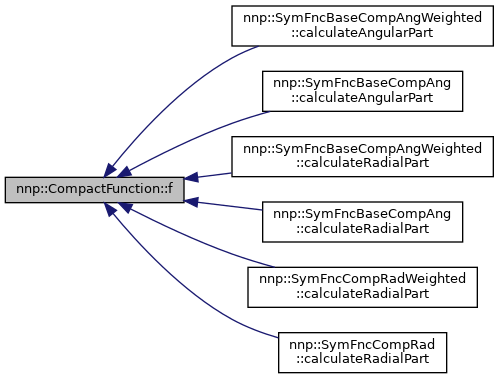 nnp::SymFncBaseCompAngWeighted
::calculateAngularPart
nnp::SymFncBaseCompAng
::calculateAngularPart
nnp::SymFncBaseCompAngWeighted
::calculateRadialPart
nnp::CompactFunction::f
nnp::SymFncBaseCompAng
::calculateRadialPart
nnp::SymFncCompRadWeighted
::calculateRadialPart
nnp::SymFncCompRad
::calculateRadialPart